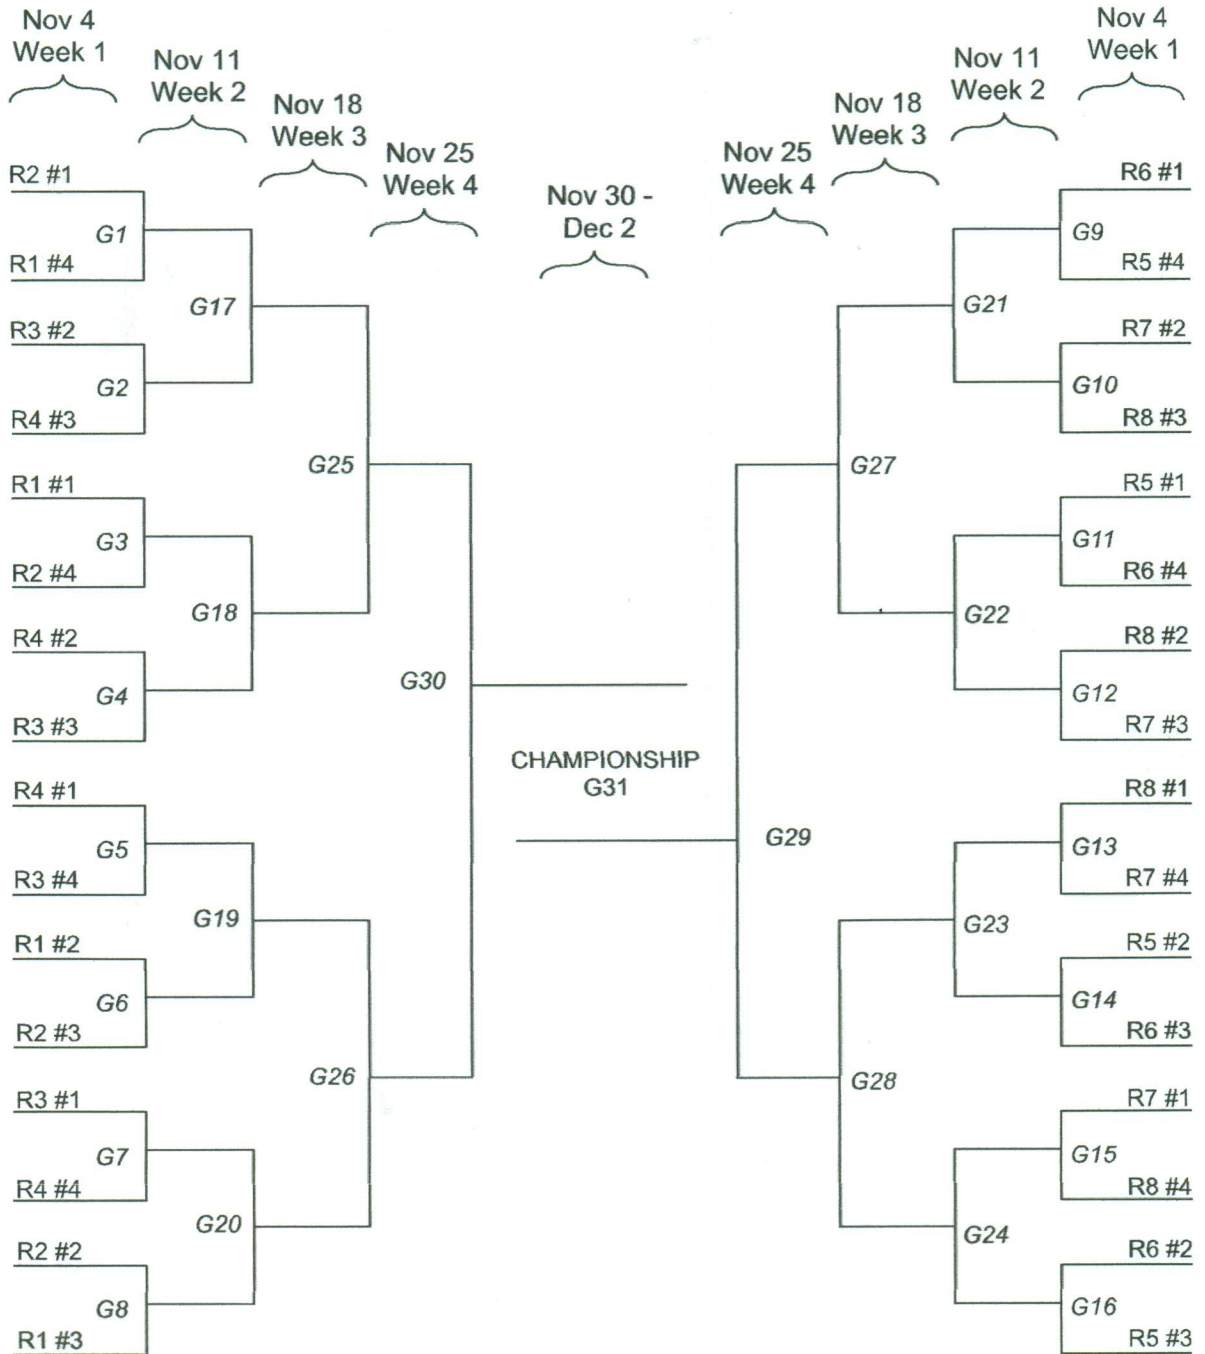 Nov 4
Week 1
Nov 11
Week 2
Nov 18
Week 3
Nov 25
Week 4
Nov 30 -
Dec 2
Nov 25
Week 4
Nov 18
Week 3
Nov 11
Week 2
Nov 4
Week 1
R2 #1
G1
R1 #4
G17
R3 #2
G2
R4 #3
G25
R1 #1
G3
R2 #4
G18
R4 #2
G4
R3 #3
G30
R4 #1
G5
R3 #4
G19
R1 #2
G6
R2 #3
G26
R3 #1
G7
R4 #4
G20
R2 #2
G8
R1 #3
CHAMPIONSHIP
G31
R6 #1
G9
R5 #4
G21
R7 #2
G10
R8 #3
G27
R5 #1
G11
R6 #4
G22
R8 #2
G12
R7 #3
G29
R8 #1
G13
R7 #4
G23
R5 #2
G14
R6 #3
G28
R7 #1
G15
R8 #4
G24
R6 #2
G16
R5 #3